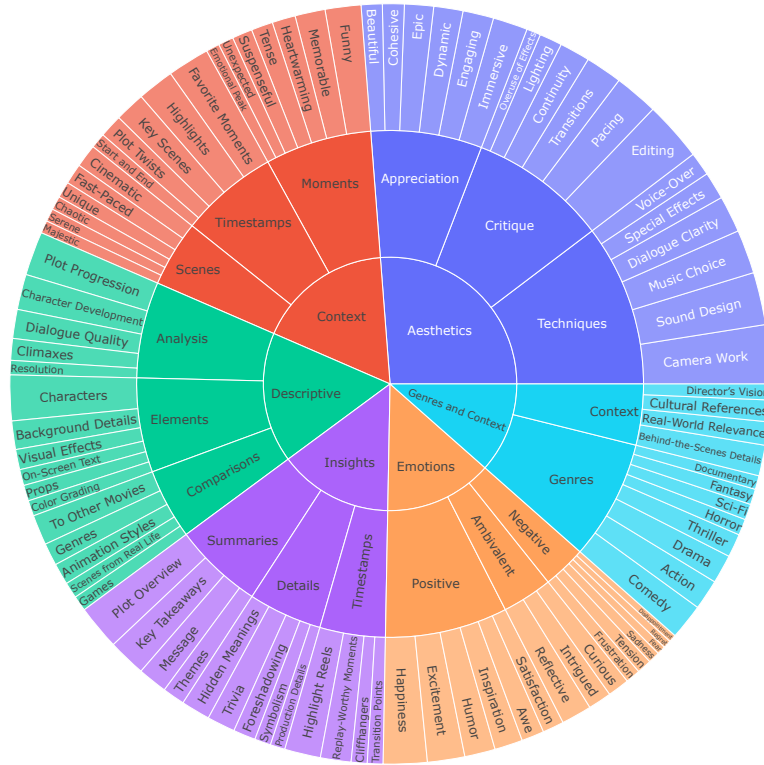 Aesthetics
Appreciation
Beautiful
Cohesive
Epic
Dynamic
Engaging
Immersive
Critique
Overuse of Effects
Lighting
Continuity
Transitions
Pacing
Editing
Techniques
Voice-Over
Special Effects
Dialogue Clarity
Music Choice
Sound Design
Camera Work
Genres and Context
Context
Director's Vision
Cultural References
Real-World Relevance
Behind-the-Scenes Details
Genres
Documentary
Fantasy
Sci-Fi
Horror
Thriller
Drama
Action
Comedy
Emotions
Negative
Disappointment
Regret
Fear
Sadness
Tension
Frustration
Ambivalent
Curious
Intrigued
Reflective
Positive
Satisfaction
Awe
Inspiration
Humor
Excitement
Happiness
Insights
Timestamps
Transition Points
Cliffhangers
Replay-Worthy Moments
Highlight Reels
Details
Production Details
Symbolism
Foreshadowing
Trivia
Hidden Meanings
Summaries
Themes
Message
Key Takeaways
Plot Overview
Descriptive
Comparisons
Games
Scenes from Real Life
Animation Styles
Genres
To Other Movies
Elements
Color Grading
Props
On-Screen Text
Visual Effects
Background Details
Characters
Analysis
Resolution
Climaxes
Dialogue Quality
Character Development
Plot Progression
Context
Scenes
Majestic
Serene
Chaotic
Unique
Fast-Paced
Cinematic
Timestamps
Start and End
Plot Twists
Key Scenes
Highlights
Favorite Moments
Moments
Emotional Peak
Unexpected
Suspenseful
Tense
Heartwarming
Memorable
Funny